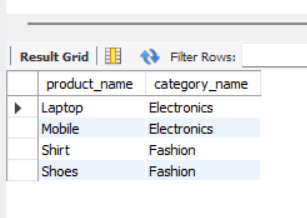 Result Grid Filter Rows:
product_name category_name
Laptop Electronics
Mobile Electronics
Shirt Fashion
Shoes Fashion